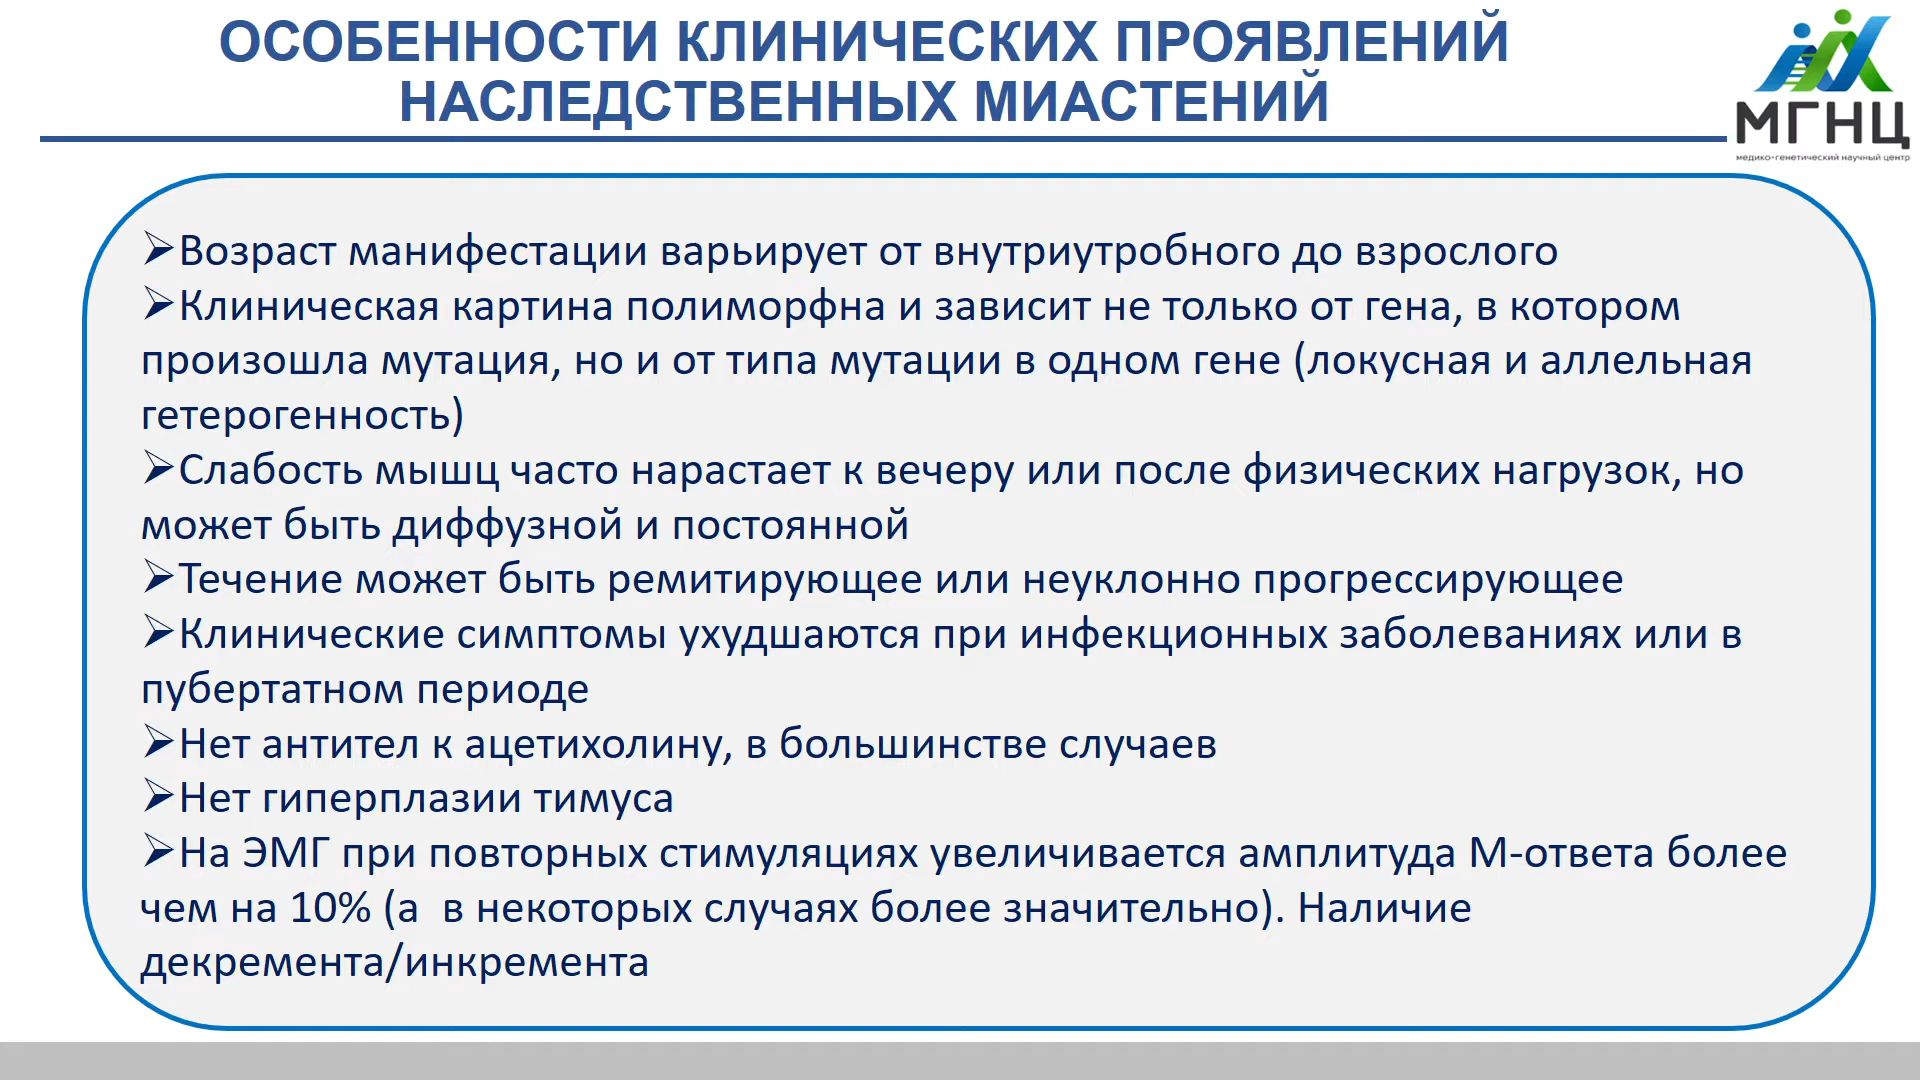 ОСОБЕННОСТИ КЛИНИЧЕСКИХ ПРОЯВЛЕНИЙ
НАСЛЕДСТВЕННЫХ МИАСТЕНИЙ
МГНЦ
медико-генетический научный центр
➢Возраст манифестации варьирует от внутриутробного до взрослого
➢Клиническая картина полиморфна и зависит не только от гена, в котором
произошла мутация, но и от типа мутации в одном гене (локусная и аллельная
гетерогенность)
➢Слабость мышц часто нарастает к вечеру или после физических нагрузок, но
может быть диффузной и постоянной
➢Течение может быть ремитирующее или неуклонно прогрессирующее
➢Клинические симптомы ухудшаются при инфекционных заболеваниях или в
пубертатном периоде
➢Нет антител к ацетихолину, в большинстве случаев
➢Нет гиперплазии тимуса
➢На ЭМГ при повторных стимуляциях увеличивается амплитуда М-ответа более
чем на 10% (а  в некоторых случаях более значительно). Наличие
декремента/инкремента